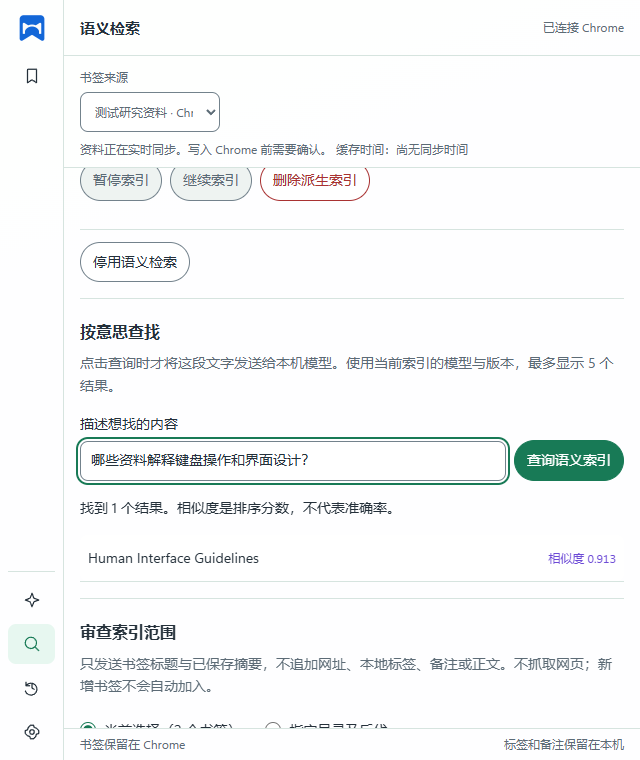 语义检索
已连接 Chrome
书签来源
测试研究资料 · Chr
资料正在实时同步。写入 Chrome 前需要确认。 缓存时间：尚无同步时间
暂停索引
继续索引
删除派生索引
停用语义检索
按意思查找
点击查询时才将这段文字发送给本机模型。使用当前索引的模型与版本，最多显示 5 个
结果。
描述想找的内容
哪些资料解释键盘操作和界面设计？
查询语义索引
找到 1 个结果。相似度是排序分数，不代表准确率。
Human Interface Guidelines
相似度 0.913
审查索引范围
只发送书签标题与已保存摘要，不追加网址、本地标签、备注或正文。不抓取网页；新
增书签不会自动加入。
书签保留在 Chrome
标签和备注保留在本机